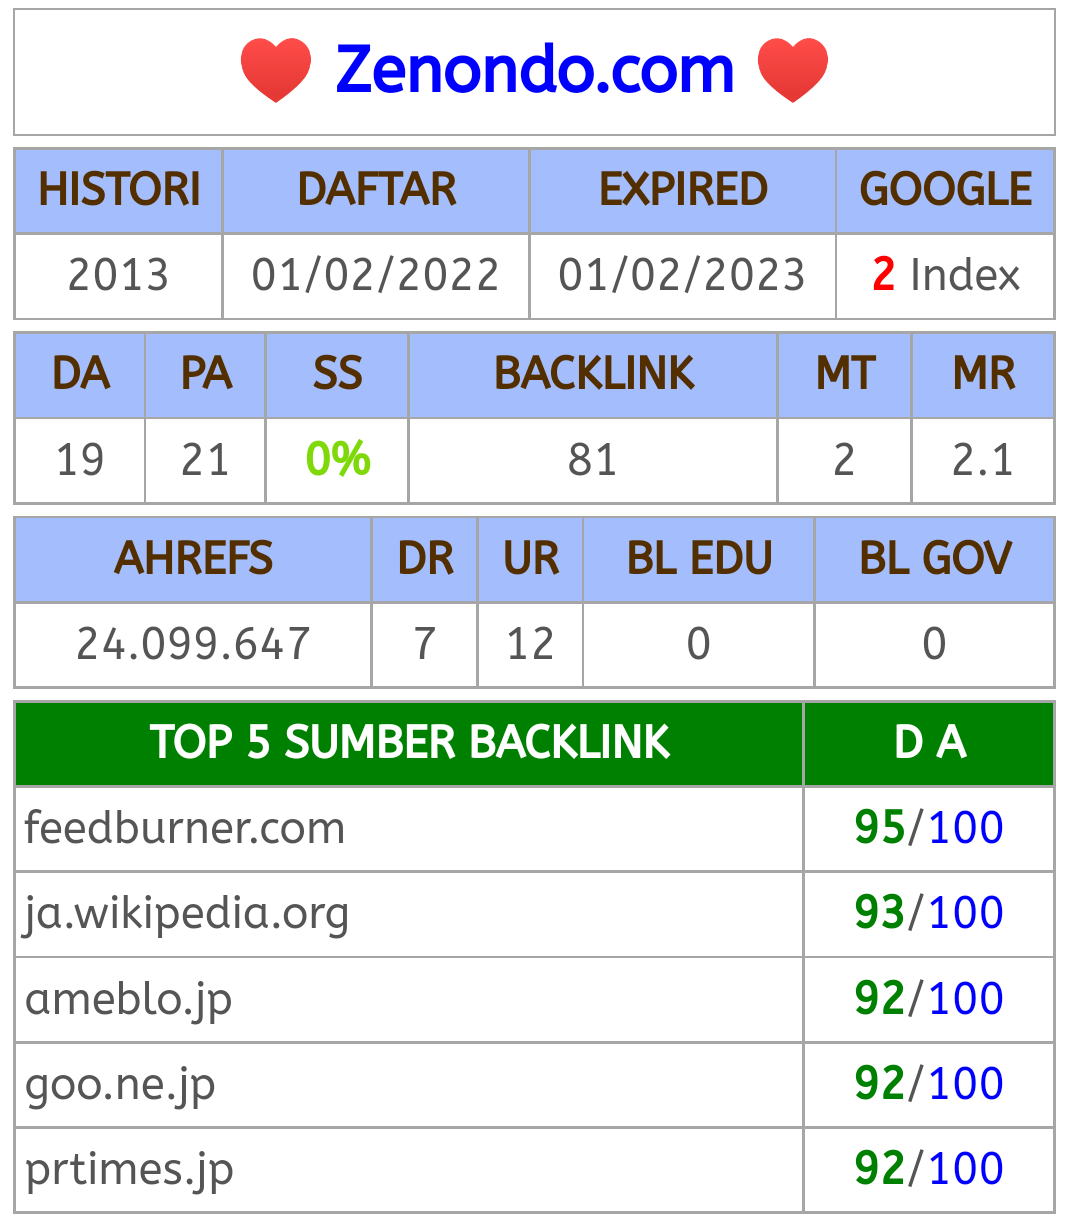 Zenondo.com
HISTORI DAFTAR EXPIRED GOOGLE
2013 01/02/2022 01/02/2023 2 Index
DA PA SS BACKLINK MT MR
19 21 0% 81 2 2.1
AHREFS DR UR BL EDU BL GOV
24.099.647 7 12 0 0
TOP 5 SUMBER BACKLINK D A
feedburner.com 95/100
ja.wikipedia.org 93/100
ameblo.jp 92/100
goo.ne.jp 92/100
prtimes.jp 92/100